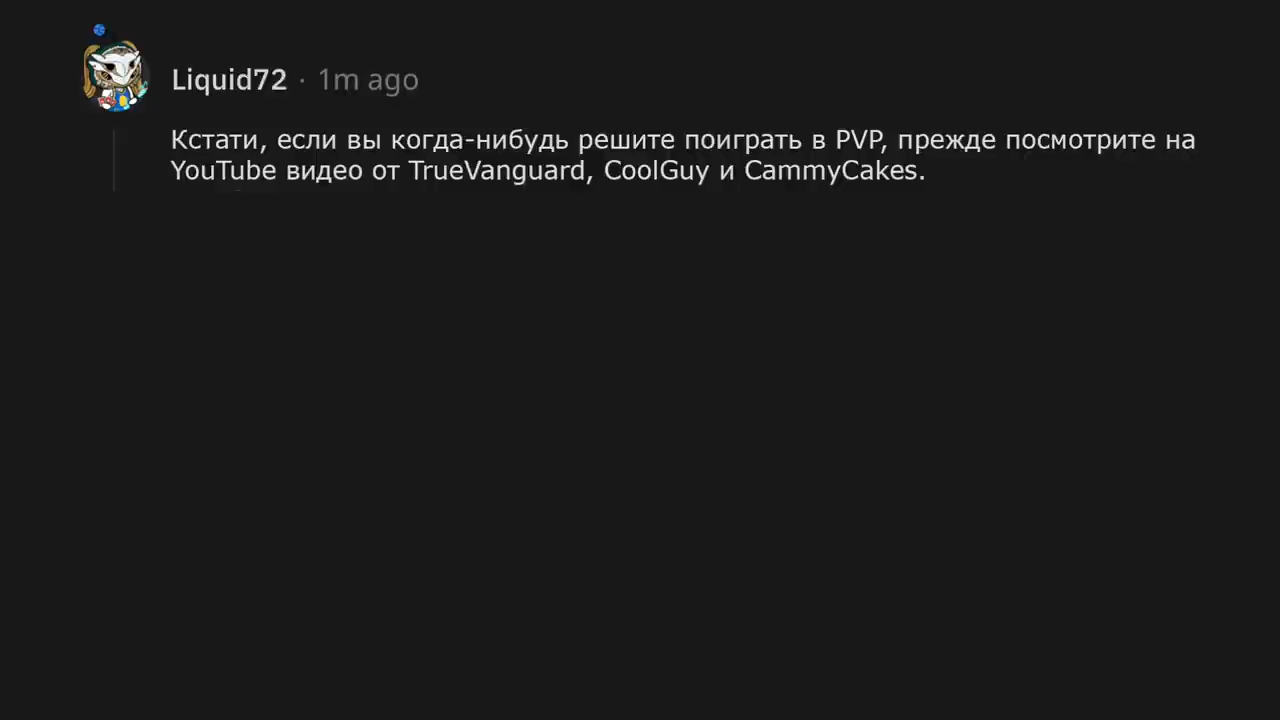 Liquid72 · 1m ago
Кстати, если вы когда-нибудь решите поиграть в PVP, прежде посмотрите на
YouTube видео от TrueVanguard, CoolGuy и CammyCakes.